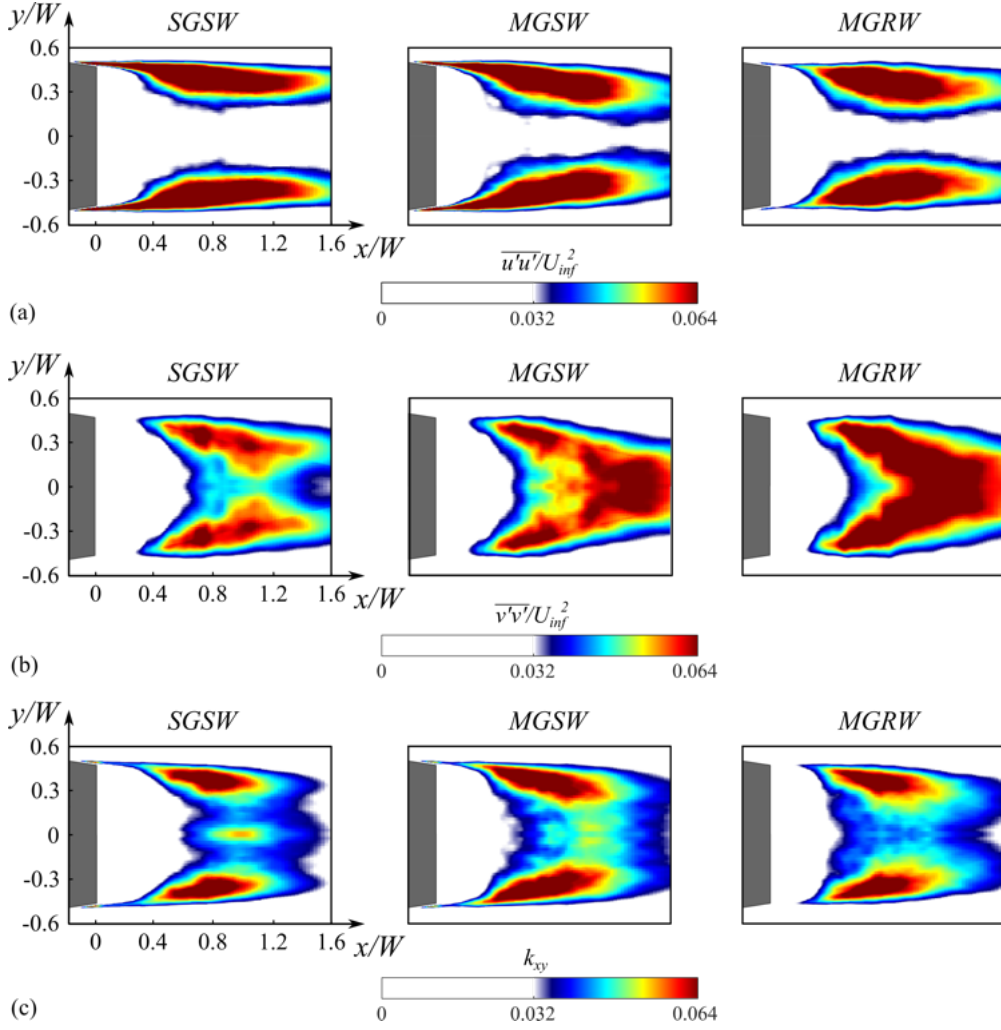 y/W SGSW MGSW MGRW
0.6
0.3
0
-0.3
-0.6
0 0.4 0.8 1.2 1.6
x/W
u'u'/U_inf^2
(a)
0 0.032 0.064
y/W SGSW MGSW MGRW
0.6
0.3
0
-0.3
-0.6
0 0.4 0.8 1.2 1.6
x/W
v'v'/U_inf^2
(b)
0 0.032 0.064
y/W SGSW MGSW MGRW
0.6
0.3
0
-0.3
-0.6
0 0.4 0.8 1.2 1.6
x/W
k_xy
(c)
0 0.032 0.064